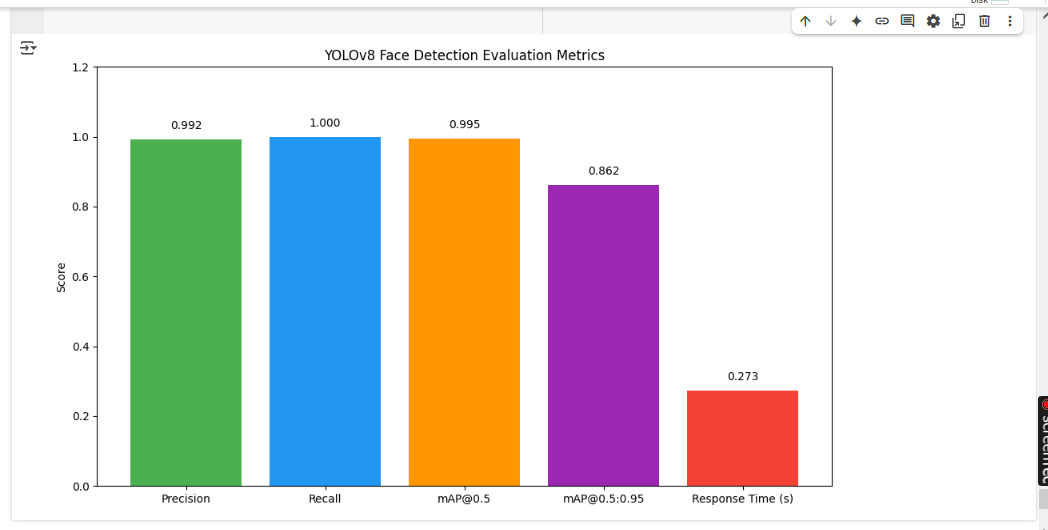 Disk
YOLOv8 Face Detection Evaluation Metrics
1.2
1.0
0.8
0.6
0.4
0.2
0.0
Score
0.992
1.000
0.995
0.862
0.273
Precision
Recall
mAP@0.5
mAP@0.5:0.95
Response Time (s)